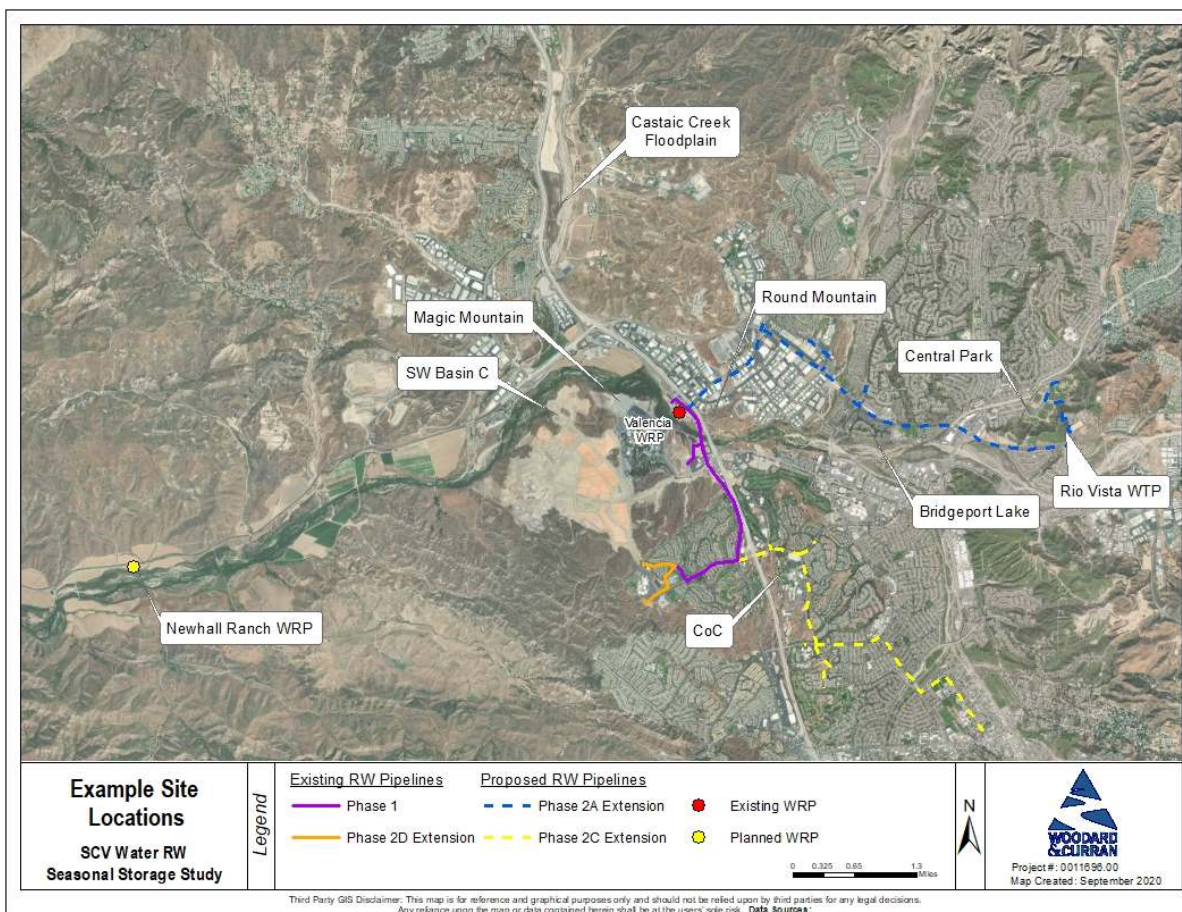 Castaic Creek
Floodplain
Round Mountain
Magic Mountain
Central Park
SW Basin C
Valencia
WRP
Rio Vista WTP
Bridgeport Lake
Newhall Ranch WRP
CoC
Example Site
Locations
SCV Water RW
Seasonal Storage Study
Legend
Existing RW Pipelines
Proposed RW Pipelines
Phase 1
Phase 2A Extension
Existing WRP
Phase 2D Extension
Phase 2C Extension
Planned WRP
N
0 0.325 0.65 1.3
Miles
WOODARD
&CURRAN
Project #: 0011696.00
Map Created: September 2020
Third Party GIS Disclaimer: This map is for reference and graphical purposes only and should not be relied upon by third parties for any legal decisions.
Any reliance upon the map or data contained herein shall be at the users' sole risk. Data Sources: